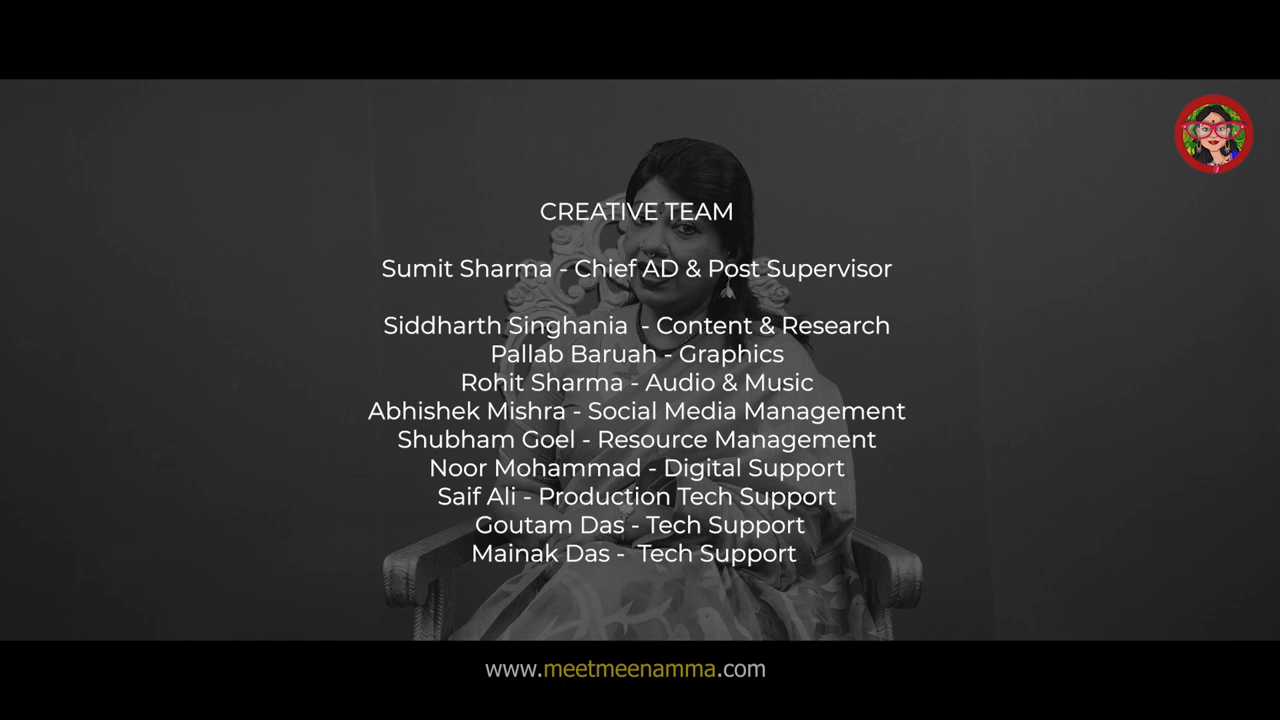 CREATIVE TEAM
Sumit Sharma - Chief AD & Post Supervisor
Siddharth Singhania - Content & Research
Pallab Baruah - Graphics
Rohit Sharma - Audio & Music
Abhishek Mishra - Social Media Management
Shubham Goel - Resource Management
Noor Mohammad - Digital Support
Saif Ali - Production Tech Support
Goutam Das - Tech Support
Mainak Das - Tech Support
www.meetmeenamma.com